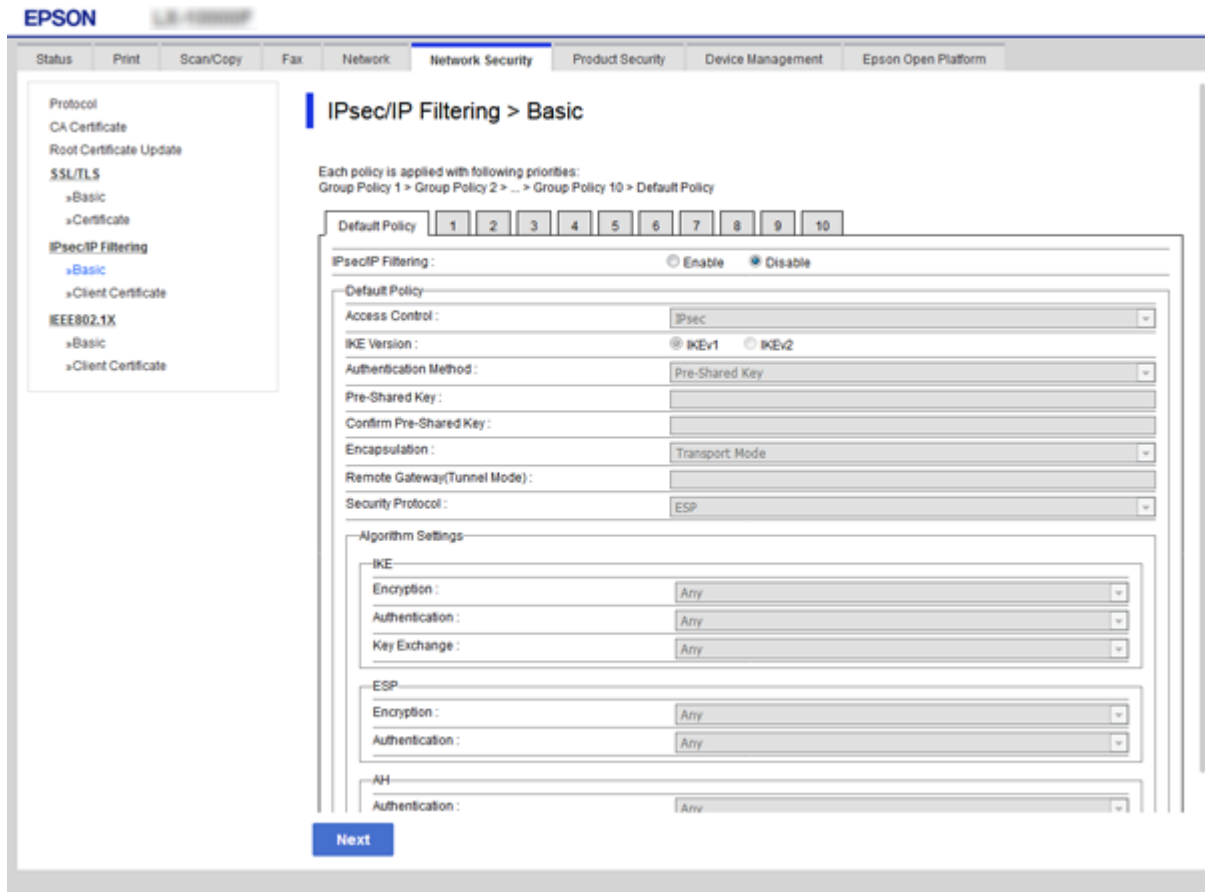 EPSON
Status Print Scan/Copy Fax Network Network Security Product Security Device Management Epson Open Platform
Protocol
CA Certificate
Root Certificate Update
SSL/TLS
»Basic
»Certificate
IPsec/IP Filtering
»Basic
»Client Certificate
IEEE802.1X
»Basic
»Client Certificate
IPsec/IP Filtering > Basic
Each policy is applied with following priorities:
Group Policy 1 > Group Policy 2 > ... > Group Policy 10 > Default Policy
Default Policy 1 2 3 4 5 6 7 8 9 10
IPsec/IP Filtering : Enable Disable
Default Policy
Access Control : IPsec
IKE Version : IKEv1 IKEv2
Authentication Method : Pre-Shared Key
Pre-Shared Key :
Confirm Pre-Shared Key :
Encapsulation : Transport Mode
Remote Gateway(Tunnel Mode) :
Security Protocol : ESP
Algorithm Settings
IKE
Encryption : Any
Authentication : Any
Key Exchange : Any
ESP
Encryption : Any
Authentication : Any
AH
Authentication : Any
Next